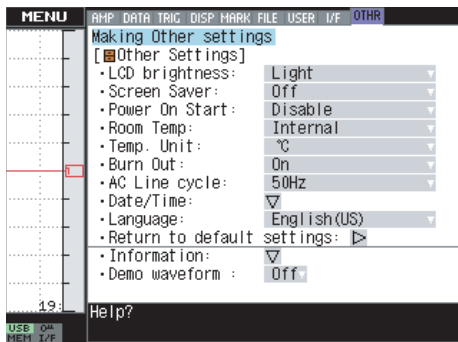 MENU
AMP DATA TRIG DISP MARK FILE USER I/F OTHR
Making Other settings
[Other Settings]
・LCD brightness: Light
・Screen Saver: Off
・Power On Start: Disable
・Room Temp: Internal
・Temp. Unit: ℃
・Burn Out: On
・AC Line cycle: 50Hz
・Date/Time: ▽
・Language: English(US)
・Return to default settings: ▷
・Information: ▽
・Demo waveform : Off
1
19:
Help?
USB
MEM I/F